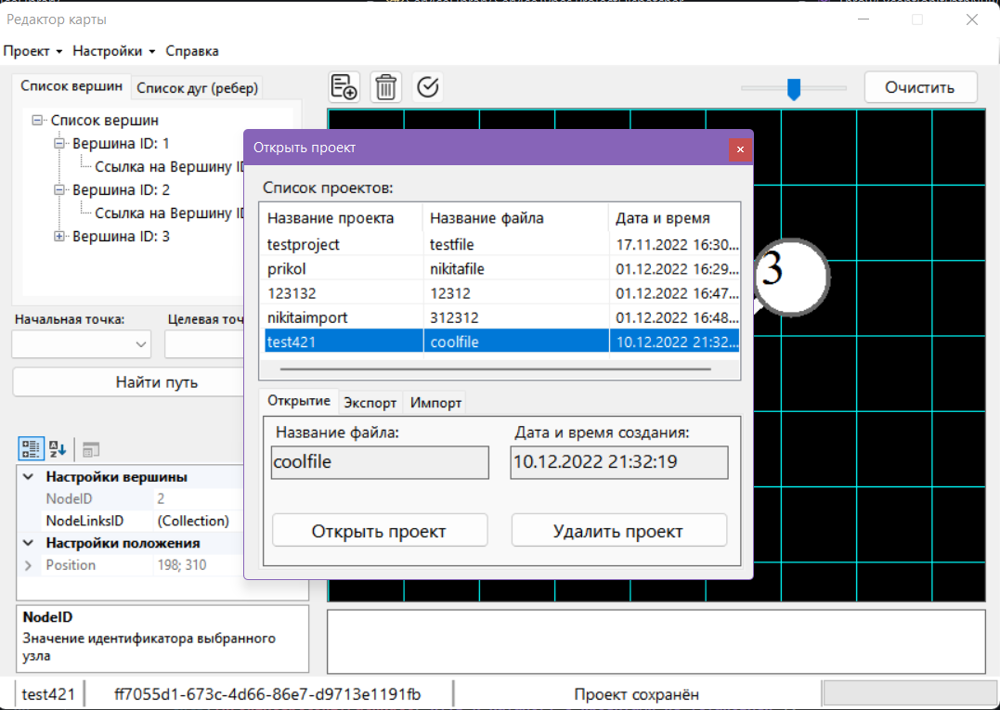 Редактор карты
Проект Настройки Справка
Список вершин Список дуг (ребер)
Очистить
Список вершин
Вершина ID: 1
Ссылка на Вершину
Вершина ID: 2
Ссылка на Вершину
Вершина ID: 3
Начальная точка: Целевая
Найти путь
Настройки вершины
NodeID 2
NodeLinksID (Collection)
Настройки положения
Position 198; 310
NodeID
Значение идентификатора выбранного
узла
Открыть проект
Список проектов:
Название проекта Название файла Дата и время
testproject testfile 17.11.2022 16:30...
prikol nikitafile 01.12.2022 16:29...
123132 12312 01.12.2022 16:47...
nikitaimport 312312 01.12.2022 16:48...
test421 coolfile 10.12.2022 21:32...
Открытие Экспорт Импорт
Название файла: Дата и время создания:
coolfile 10.12.2022 21:32:19
Открыть проект Удалить проект
3
test421 ff7055d1-673c-4d66-86e7-d9713e1191fb Проект сохранён